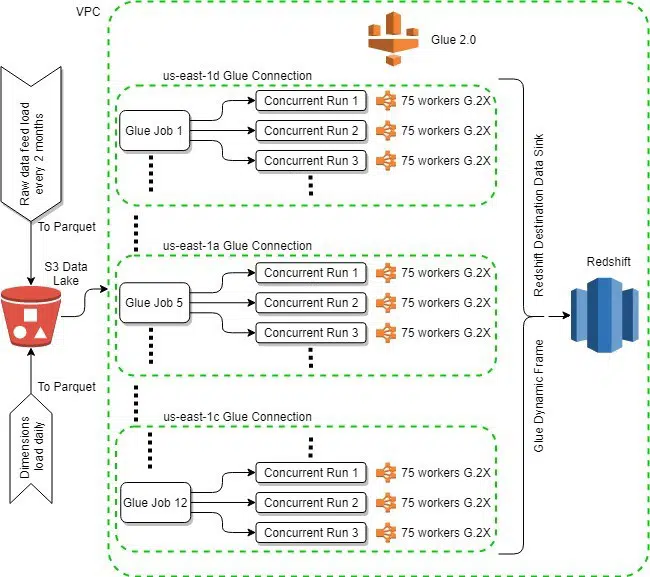 VPC
Glue 2.0
Raw data feed load
every 2 months
To Parquet
S3 Data
Lake
To Parquet
Dimensions
load daily
us-east-1d Glue Connection
Glue Job 1
Concurrent Run 1
75 workers G.2X
Concurrent Run 2
75 workers G.2X
Concurrent Run 3
75 workers G.2X
us-east-1a Glue Connection
Glue Job 5
Concurrent Run 1
75 workers G.2X
Concurrent Run 2
75 workers G.2X
Concurrent Run 3
75 workers G.2X
us-east-1c Glue Connection
Glue Job 12
Concurrent Run 1
75 workers G.2X
Concurrent Run 2
75 workers G.2X
Concurrent Run 3
75 workers G.2X
Redshift Destination Data Sink
Glue Dynamic Frame
Redshift